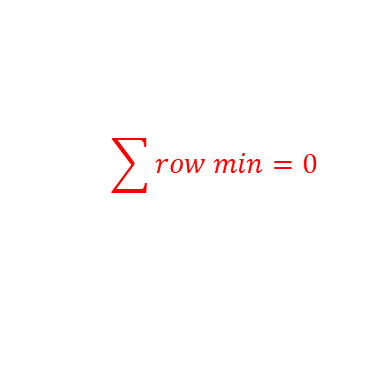 ∑ row min = 0